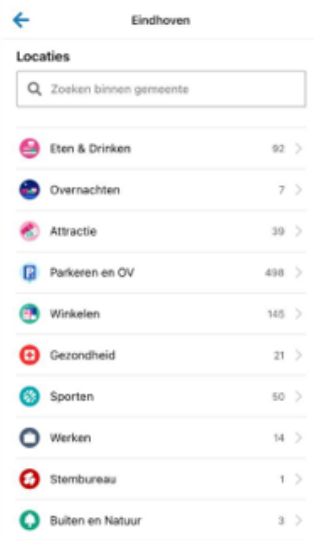 Eindhoven
Locaties
Zoeken binnen gemeente
Eten & Drinken 92
Overnachten 7
Attractie 39
Parkeren en OV 498
Winkelen 145
Gezondheid 21
Sporten 50
Werken 14
Stembureau 1
Buiten en Natuur 3